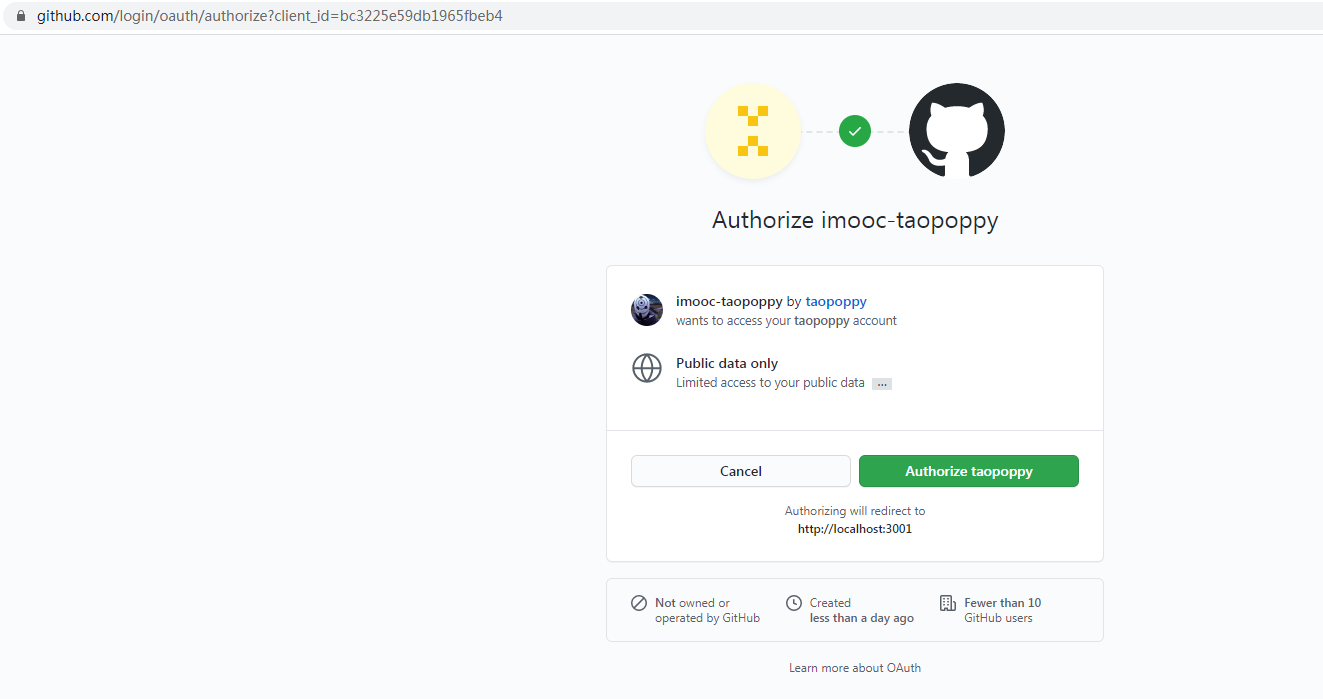 github.com/login/oauth/authorize?client_id=bc3225e59db1965fbeb4
Authorize imooc-taopoppy
imooc-taopoppy by taopoppy
wants to access your taopoppy account
Public data only
Limited access to your public data ...
Cancel
Authorize taopoppy
Authorizing will redirect to
http://localhost:3001
Not owned or
operated by GitHub
Created
less than a day ago
Fewer than 10
GitHub users
Learn more about OAuth